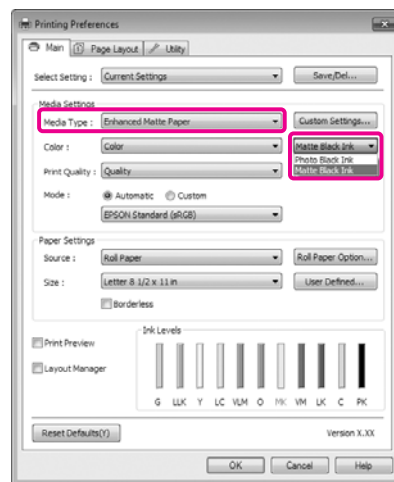 Printing Preferences
Main Page Layout Utility
Select Setting : Current Settings Save/Del...
Media Settings
Media Type : Enhanced Matte Paper Custom Settings...
Color : Color Matte Black Ink
Photo Black Ink
Matte Black Ink
Print Quality : Quality
Mode : Automatic Custom
EPSON Standard (sRGB)
Paper Settings
Source : Roll Paper Roll Paper Option...
Size : Letter 8 1/2 x 11 in User Defined...
Borderless
Ink Levels
Print Preview
Layout Manager
G LLK Y LC VLM O MK VM LK C PK
Reset Defaults(Y) Version X.XX
OK Cancel Help